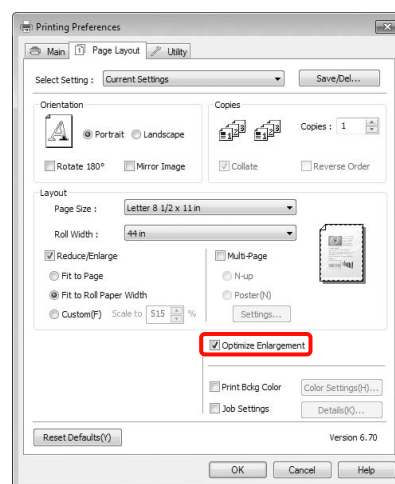 Printing Preferences
Main Page Layout Utility
Select Setting : Current Settings Save/Del...
Orientation Copies
Portrait Landscape Copies : 1
Rotate 180° Mirror Image Collate Reverse Order
Layout
Page Size : Letter 8 1/2 x 11 in
Roll Width : 44 in
Reduce/Enlarge Multi-Page
Fit to Page N-up
Fit to Roll Paper Width Poster(N)
Custom(F) Scale to 515 % Settings...
Optimize Enlargement
Print Bckg Color Color Settings(H)...
Job Settings Details(K)...
Reset Defaults(Y) Version 6.70
OK Cancel Help